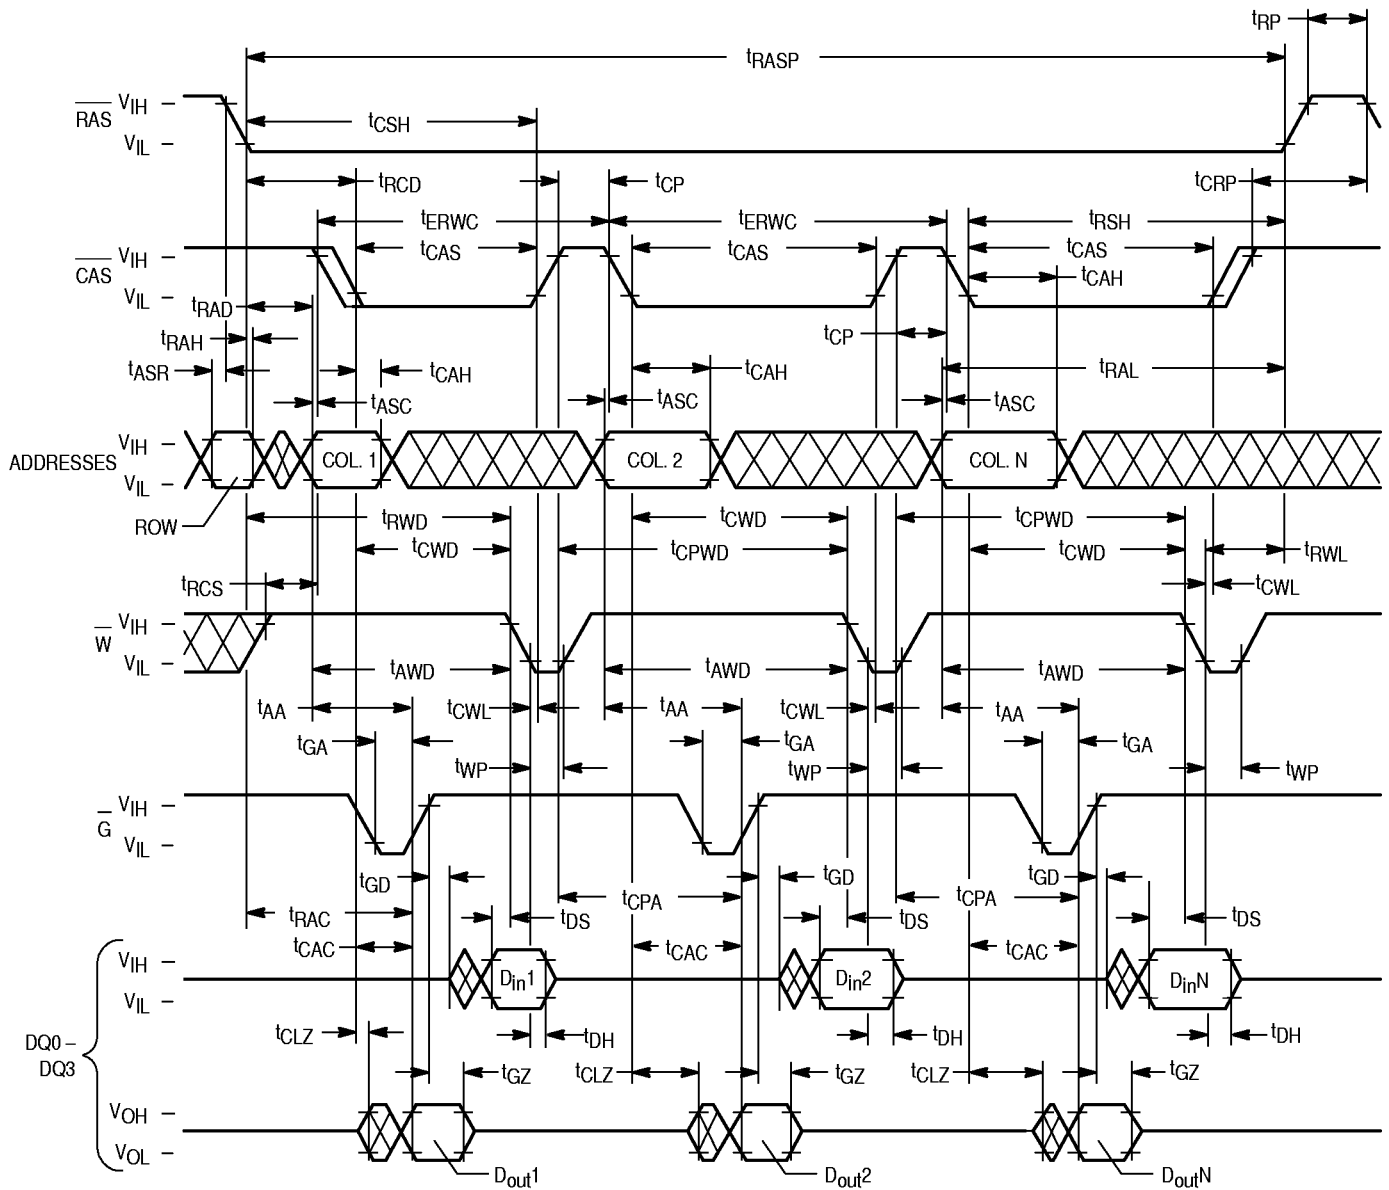 tRP
tRASP
RAS VIH
VIL
tCSH
tRCD tCP tCRP
tERWC tERWC tRSH
CAS VIH tCAS tCAS tCAS
tCAH
VIL
tRAD
tRAH tCP
tASR tCAH tCAH tRAL
tASC tASC tASC
ADDRESSES VIH
COL. 1 COL. 2 COL. N
VIL
ROW tRWD tCWD tCPWD
tCWD tCPWD tCWD tRWL
tRCS tCWL
W VIH
VIL tAWD tAWD tAWD
tAA tCWL tAA tCWL tAA
tGA tGA tGA
tWP tWP tWP
G VIH
VIL
tGD tGD tGD
tCPA tCPA
tRAC tDS tDS tDS
tCAC tCAC tCAC
VIH
Din1 Din2 DinN
VIL
tCLZ tDH tDH tDH
DQ0 –
DQ3
tGZ tCLZ tGZ tCLZ tGZ
VOH
VOL
Dout1 Dout2 DoutN